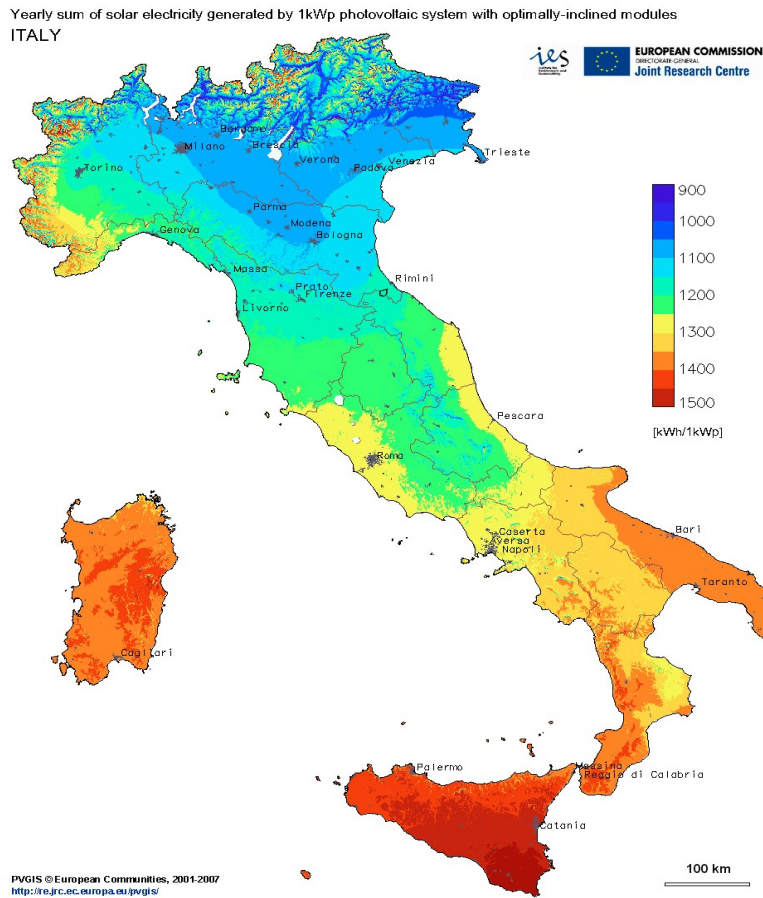 Yearly sum of solar electricity generated by 1kWp photovoltaic system with optimally-inclined modules
ITALY
ies
EUROPEAN COMMISSION
DIRECTORATE-GENERAL
Joint Research Centre
Bergamo
Milano
Brescia
Verona
Padova
Venezia
Trieste
Torino
Parma
Modena
Bologna
Genova
Massa
Prato
Firenze
Rimini
Livorno
900
1000
1100
1200
1300
1400
1500
[kWh/1kWp]
Pescara
Roma
Caserta
Aversa
Napoli
Bari
Taranto
Cagliari
Palermo
Messina
Reggio di Calabria
Catania
100 km
PVGIS © European Communities, 2001-2007
http://re.jrc.ec.europa.eu/pvgis/